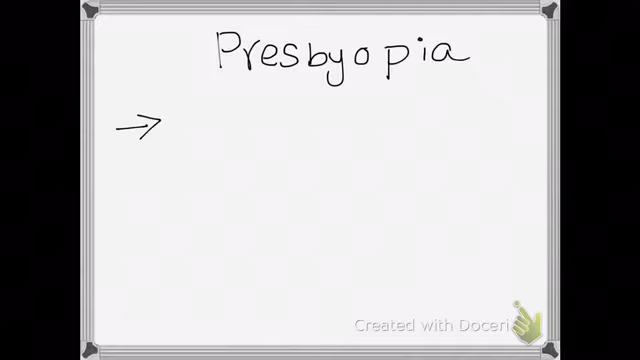 Presbyopia
→
Created with Doceri